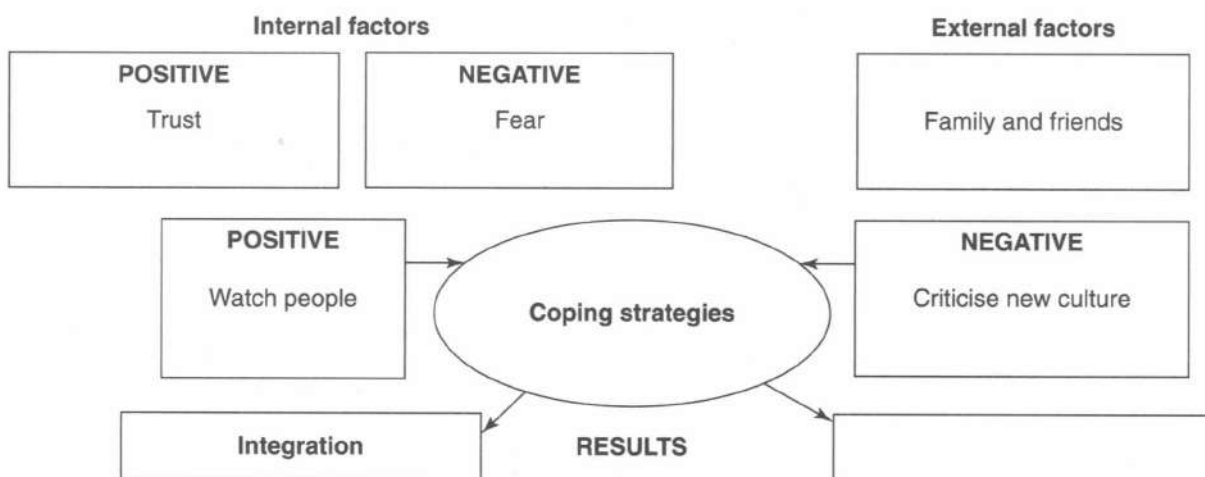 Internal factors
External factors
POSITIVE
Trust
NEGATIVE
Fear
Family and friends
POSITIVE
Watch people
Coping strategies
NEGATIVE
Criticise new culture
Integration
RESULTS